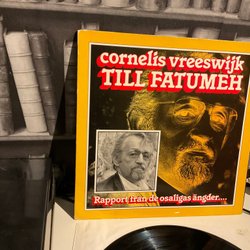 cornelis vreeswijk
TILL FATUMEH
Rapport från de osaligas ängder....